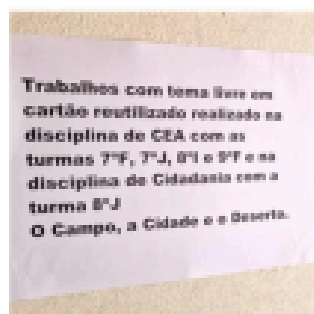 Trabalhos com tema livre em
cartão reutilizado realizado na
disciplina de CEA com as
turmas 7ºF, 7ºJ, 8ºI e 9ºF e na
disciplina de Cidadania com a
turma 8ºJ
O Campo, a Cidade e o Deserto.